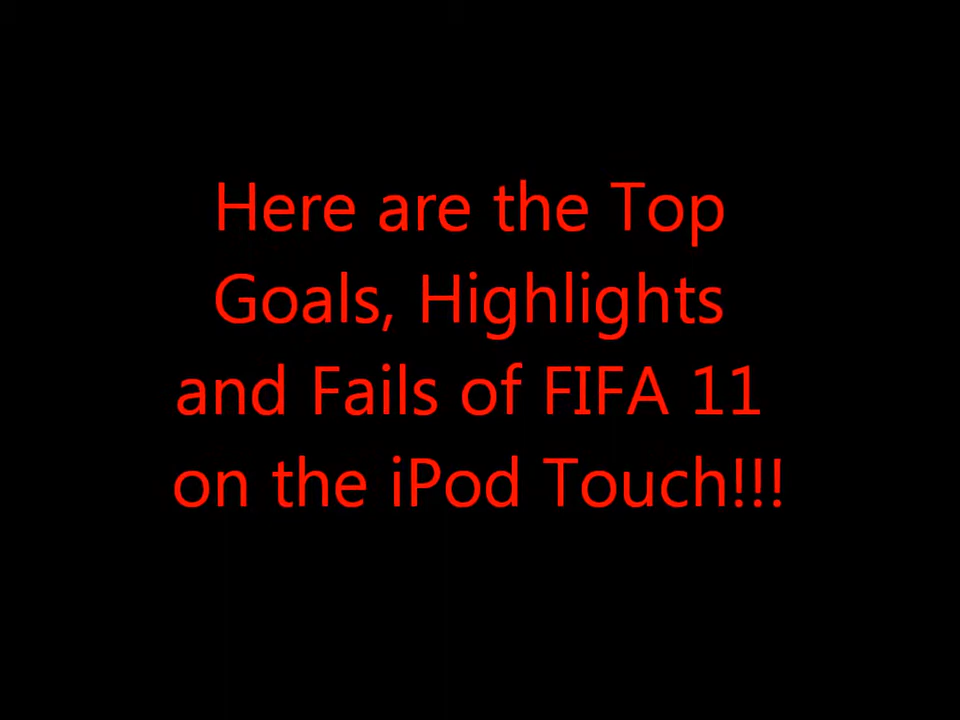 Here are the Top
Goals, Highlights
and Fails of FIFA 11
on the iPod Touch!!!